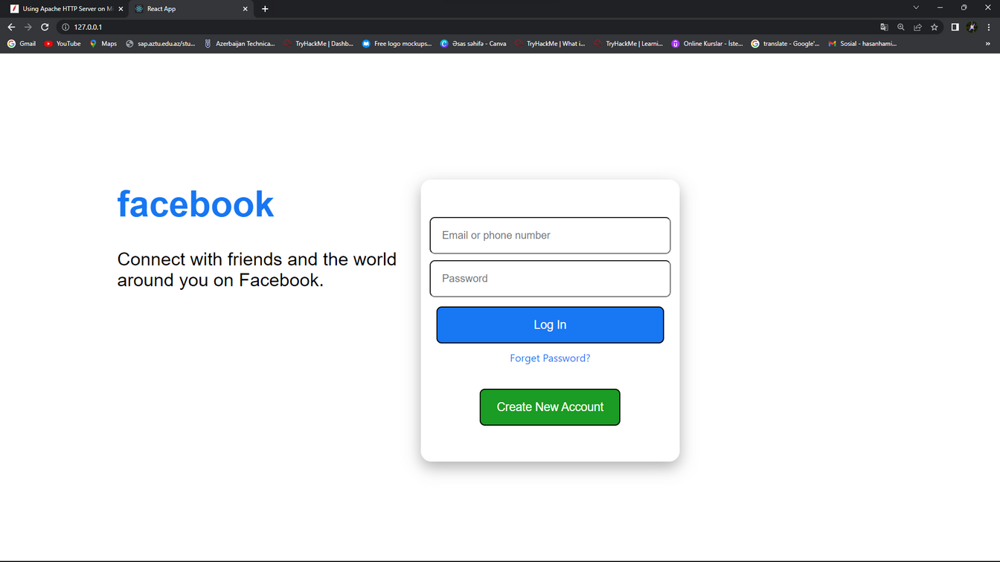 Using Apache HTTP Server on Mi
React App
127.0.0.1
Gmail
YouTube
Maps
sap.aztu.edu.az/stu...
Azerbaijan Technica...
TryHackMe | Dashb...
Free logo mockups...
Əsas səhifə - Canva
TryHackMe | What i...
TryHackMe | Learni...
Online Kurslar - İste...
translate - Google'...
Sosial - hasanhami...
facebook
Connect with friends and the world
around you on Facebook.
Email or phone number
Password
Log In
Forget Password?
Create New Account